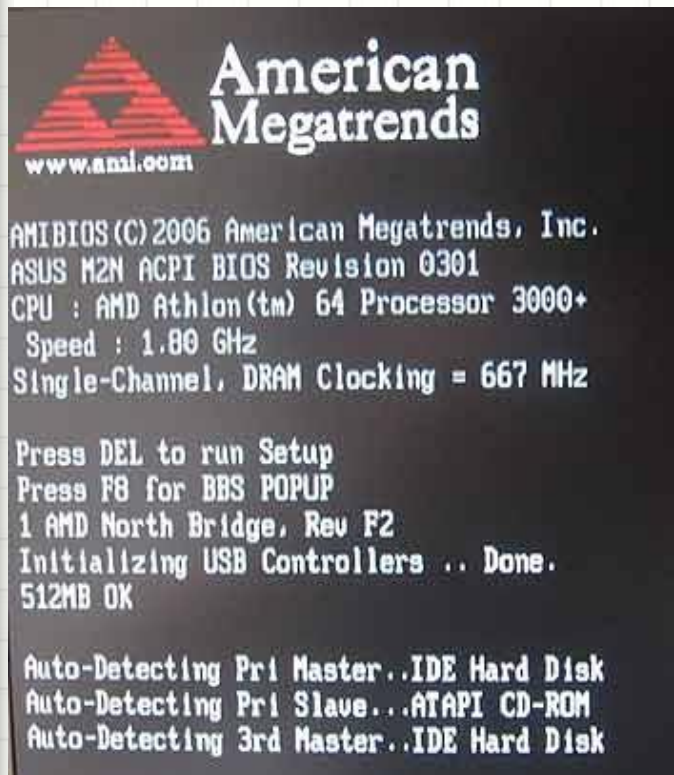 American
Megatrends
www.ami.com
AMIBIOS(C)2006 American Megatrends, Inc.
ASUS M2N ACPI BIOS Revision 0301
CPU : AMD Athlon(tm) 64 Processor 3000+
Speed : 1.80 GHz
Single-Channel, DRAM Clocking = 667 MHz
Press DEL to run Setup
Press F8 for BBS POPUP
1 AMD North Bridge, Rev F2
Initializing USB Controllers .. Done.
512MB OK
Auto-Detecting Pri Master..IDE Hard Disk
Auto-Detecting Pri Slave...ATAPI CD-ROM
Auto-Detecting 3rd Master..IDE Hard Disk